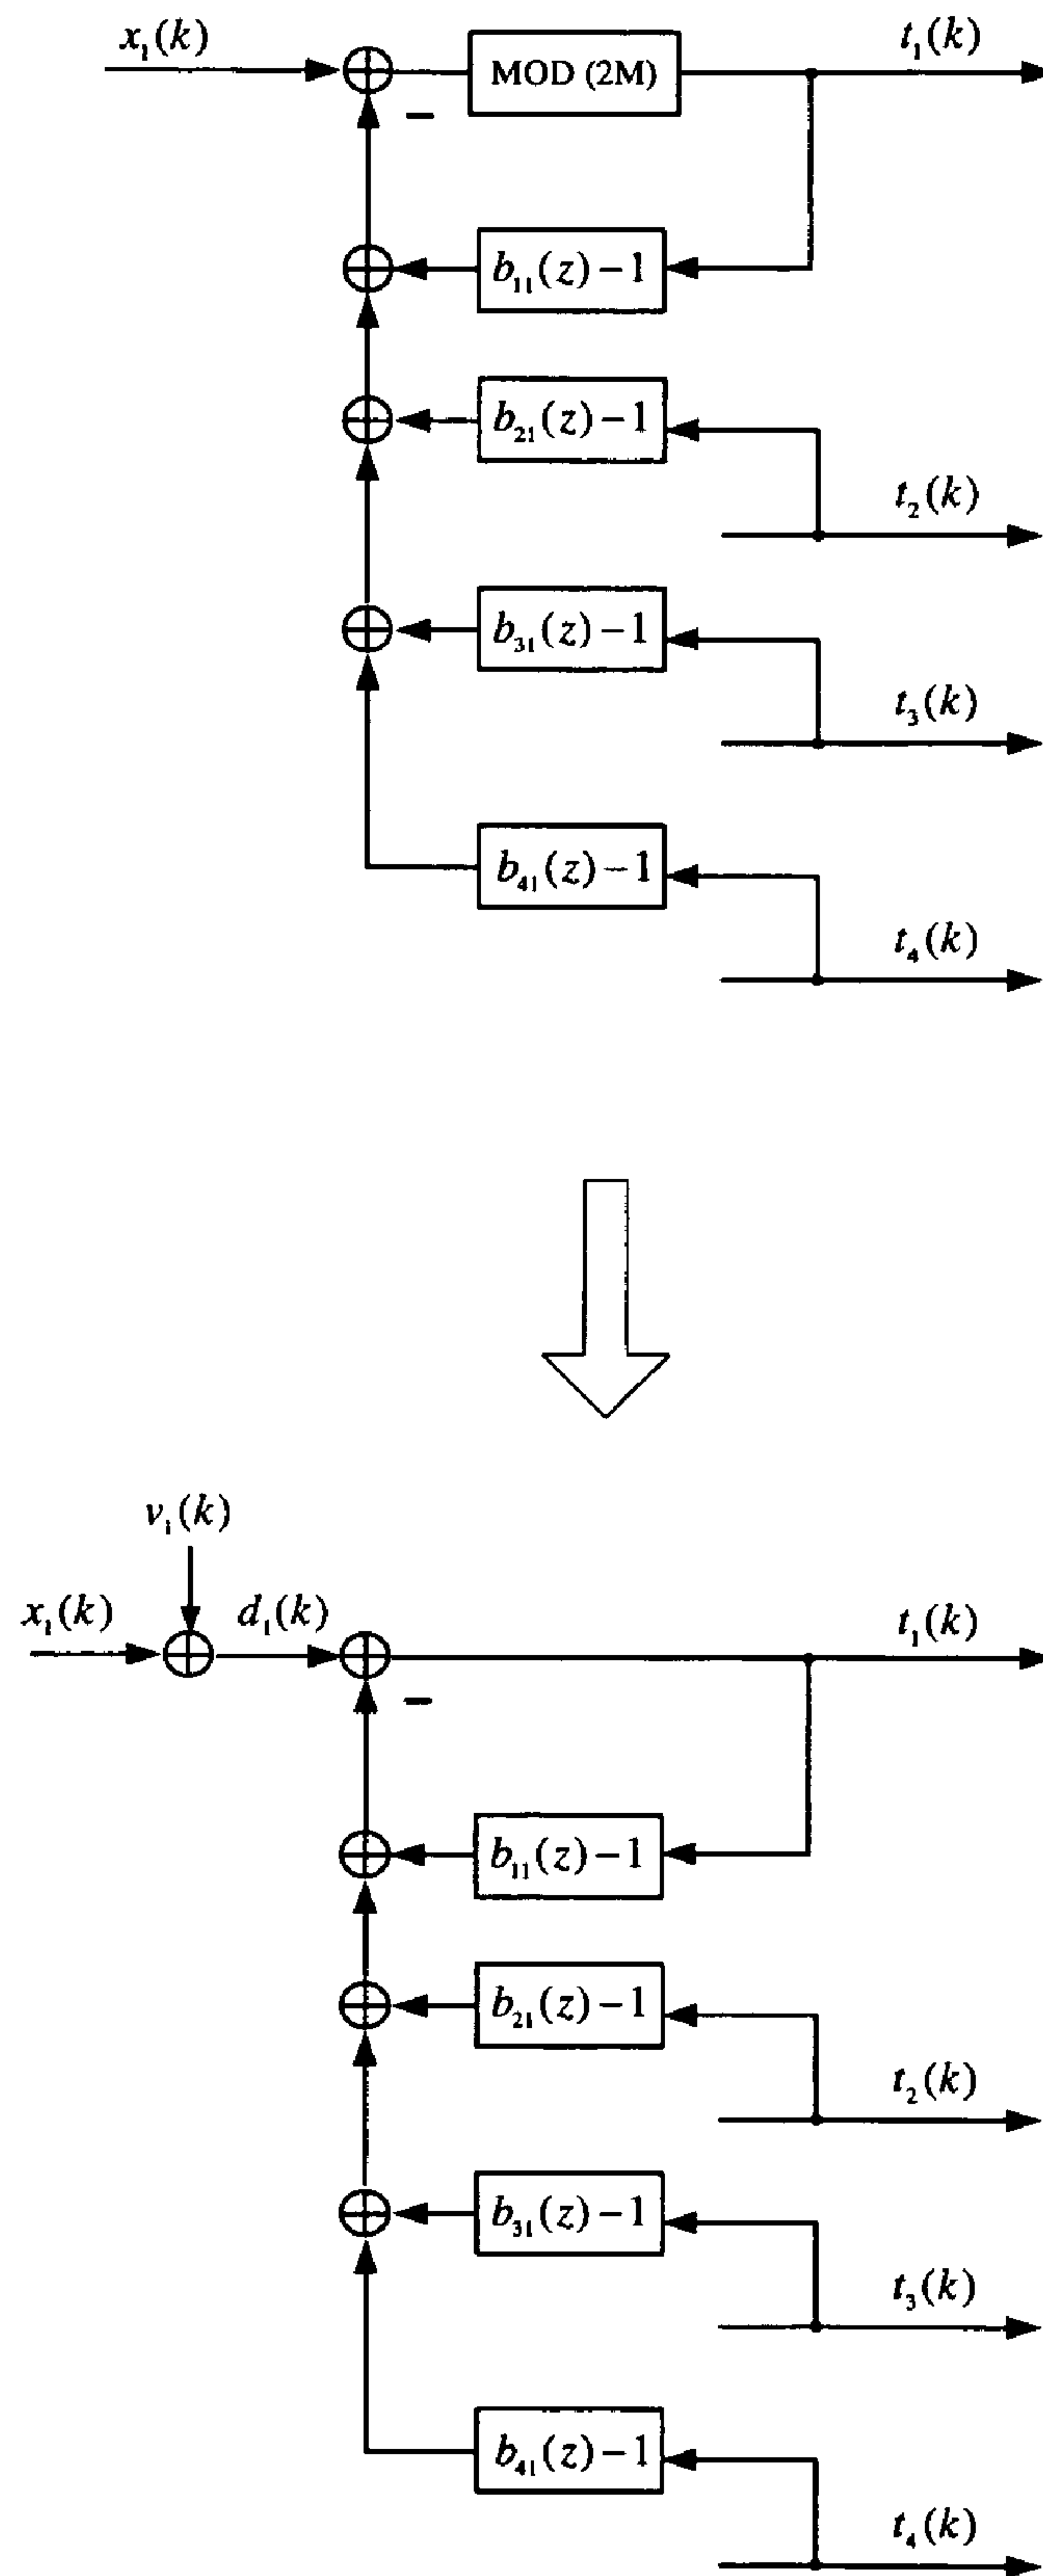 x₁(k)
MOD (2M)
t₁(k)
−
b₁₁(z) − 1
b₂₁(z) − 1
t₂(k)
b₃₁(z) − 1
t₃(k)
b₄₁(z) − 1
t₄(k)
v₁(k)
x₁(k)
d₁(k)
t₁(k)
−
b₁₁(z) − 1
b₂₁(z) − 1
t₂(k)
b₃₁(z) − 1
t₃(k)
b₄₁(z) − 1
t₄(k)